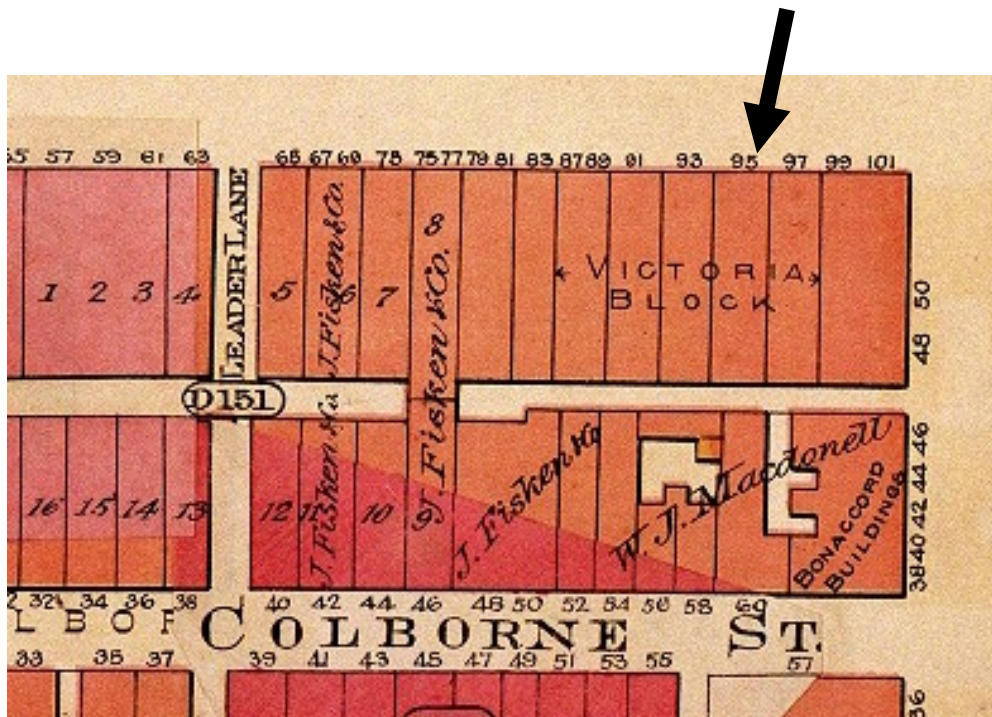 57 59 61 63 65 67 69 73 75 77 79 81 83 87 89 91 93 95 97 99 101
LEADER LANE
1 2 3 4 5 6 7 8
J. Fisken & Co.
J. Fisken & Co.
VICTORIA
BLOCK
50
48
D151
J. Fisken & Co
J. Fisken & Co
W. J. Macdonell
BONACCORD
BUILDINGS
46
44
42
40
38
16 15 14 13 12 11 10 9
32 34 36 38 40 42 44 46 48 50 52 54 56 58 60
COLBORNE ST.
33 35 37 39 41 43 45 47 49 51 53 55 57
36